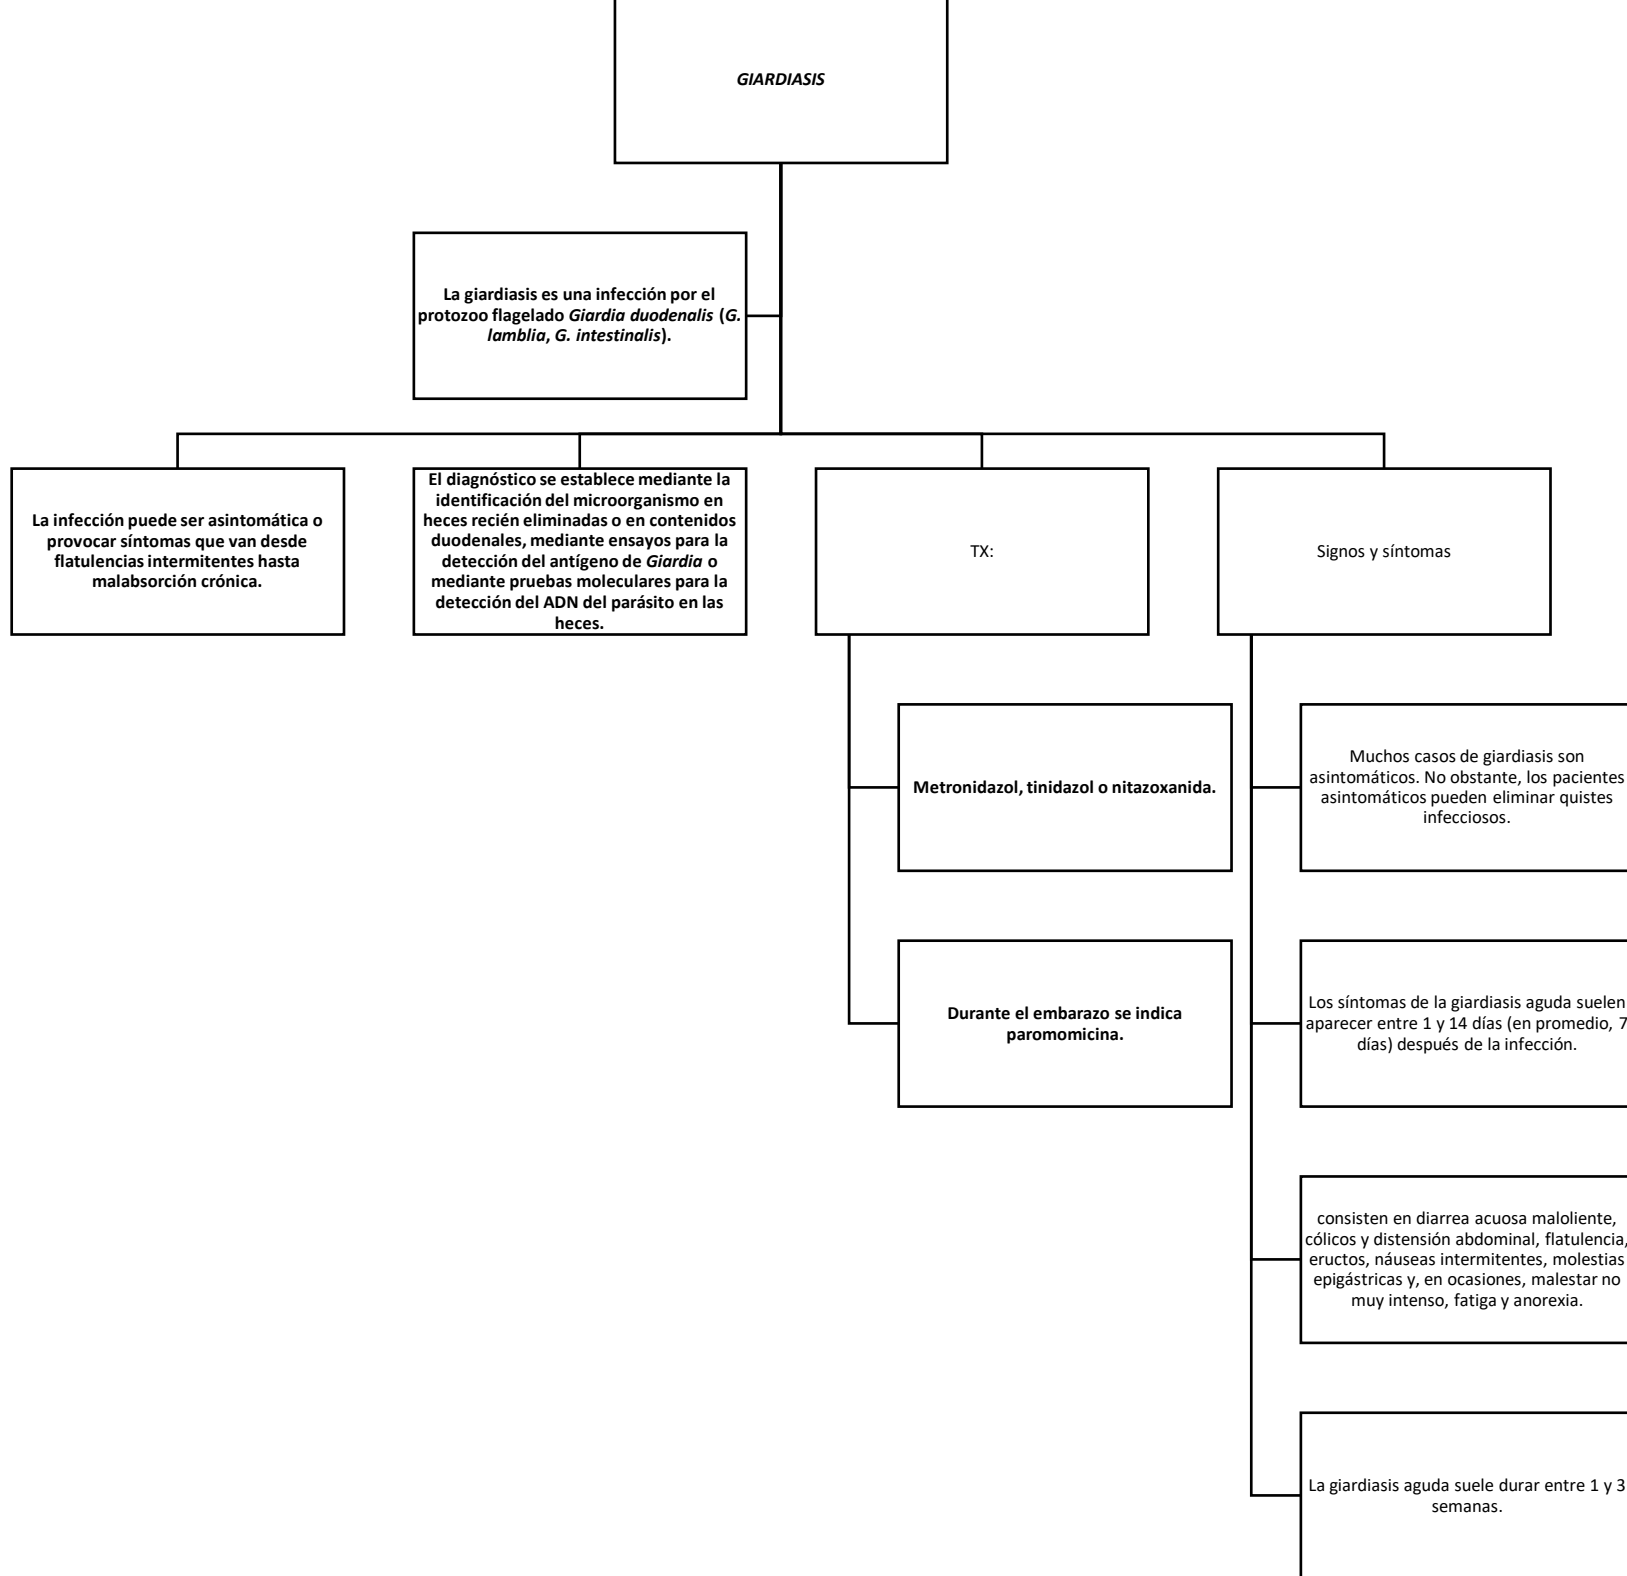 GIARDIASIS
La giardiasis es una infección por el
protozoo flagelado Giardia duodenalis (G.
lamblia, G. intestinalis).
La infección puede ser asintomática o
provocar síntomas que van desde
flatulencias intermitentes hasta
malabsorción crónica.
El diagnóstico se establece mediante la
identificación del microorganismo en
heces recién eliminadas o en contenidos
duodenales, mediante ensayos para la
detección del antígeno de Giardia o
mediante pruebas moleculares para la
detección del ADN del parásito en las
heces.
TX:
Metronidazol, tinidazol o nitazoxanida.
Durante el embarazo se indica
paromomicina.
Signos y síntomas
Muchos casos de giardiasis son
asintomáticos. No obstante, los pacientes
asintomáticos pueden eliminar quistes
infecciosos.
Los síntomas de la giardiasis aguda suelen
aparecer entre 1 y 14 días (en promedio, 7
días) después de la infección.
consisten en diarrea acuosa maloliente,
cólicos y distensión abdominal, flatulencia,
eructos, náuseas intermitentes, molestias
epigástricas y, en ocasiones, malestar no
muy intenso, fatiga y anorexia.
La giardiasis aguda suele durar entre 1 y 3
semanas.